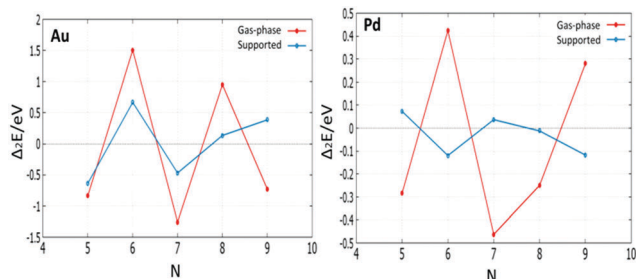 Au
Gas-phase
Supported
Δ₂E/eV
2
1.5
1
0.5
0
-0.5
-1
-1.5
4 5 6 7 8 9 10
N
Pd
Gas-phase
Supported
Δ₂E/eV
0.5
0.4
0.3
0.2
0.1
0
-0.1
-0.2
-0.3
-0.4
-0.5
4 5 6 7 8 9 10
N